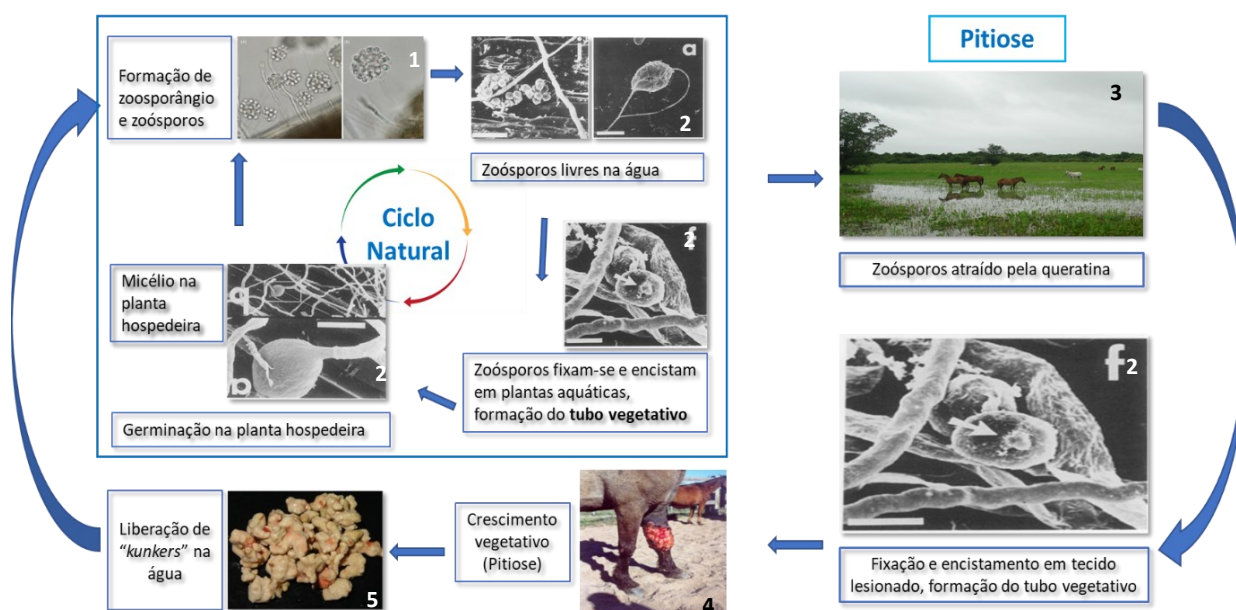 Formação de
zoosporângio
e zoósporos
1
i
a
2
Zoósporos livres na água
Ciclo
Natural
f
2
Zoósporos fixam-se e encistam
em plantas aquáticas,
formação do tubo vegetativo
Micélio na
planta
hospedeira
2
Germinação na planta hospedeira
Pitiose
3
Zoósporos atraído pela queratina
f
2
Fixação e encistamento em tecido
lesionado, formação do tubo vegetativo
Crescimento
vegetativo
(Pitiose)
4
Liberação de
“kunkers” na
água
5